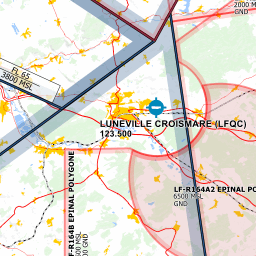 2000 M
GND
FL 65
3800 MSL
LUNEVILLE CROISMARE (LFQC)
123.500
LF-R164A2 EPINAL PO
6500 MSL
GND
LF-R164B EPINAL POLYGONE
GND